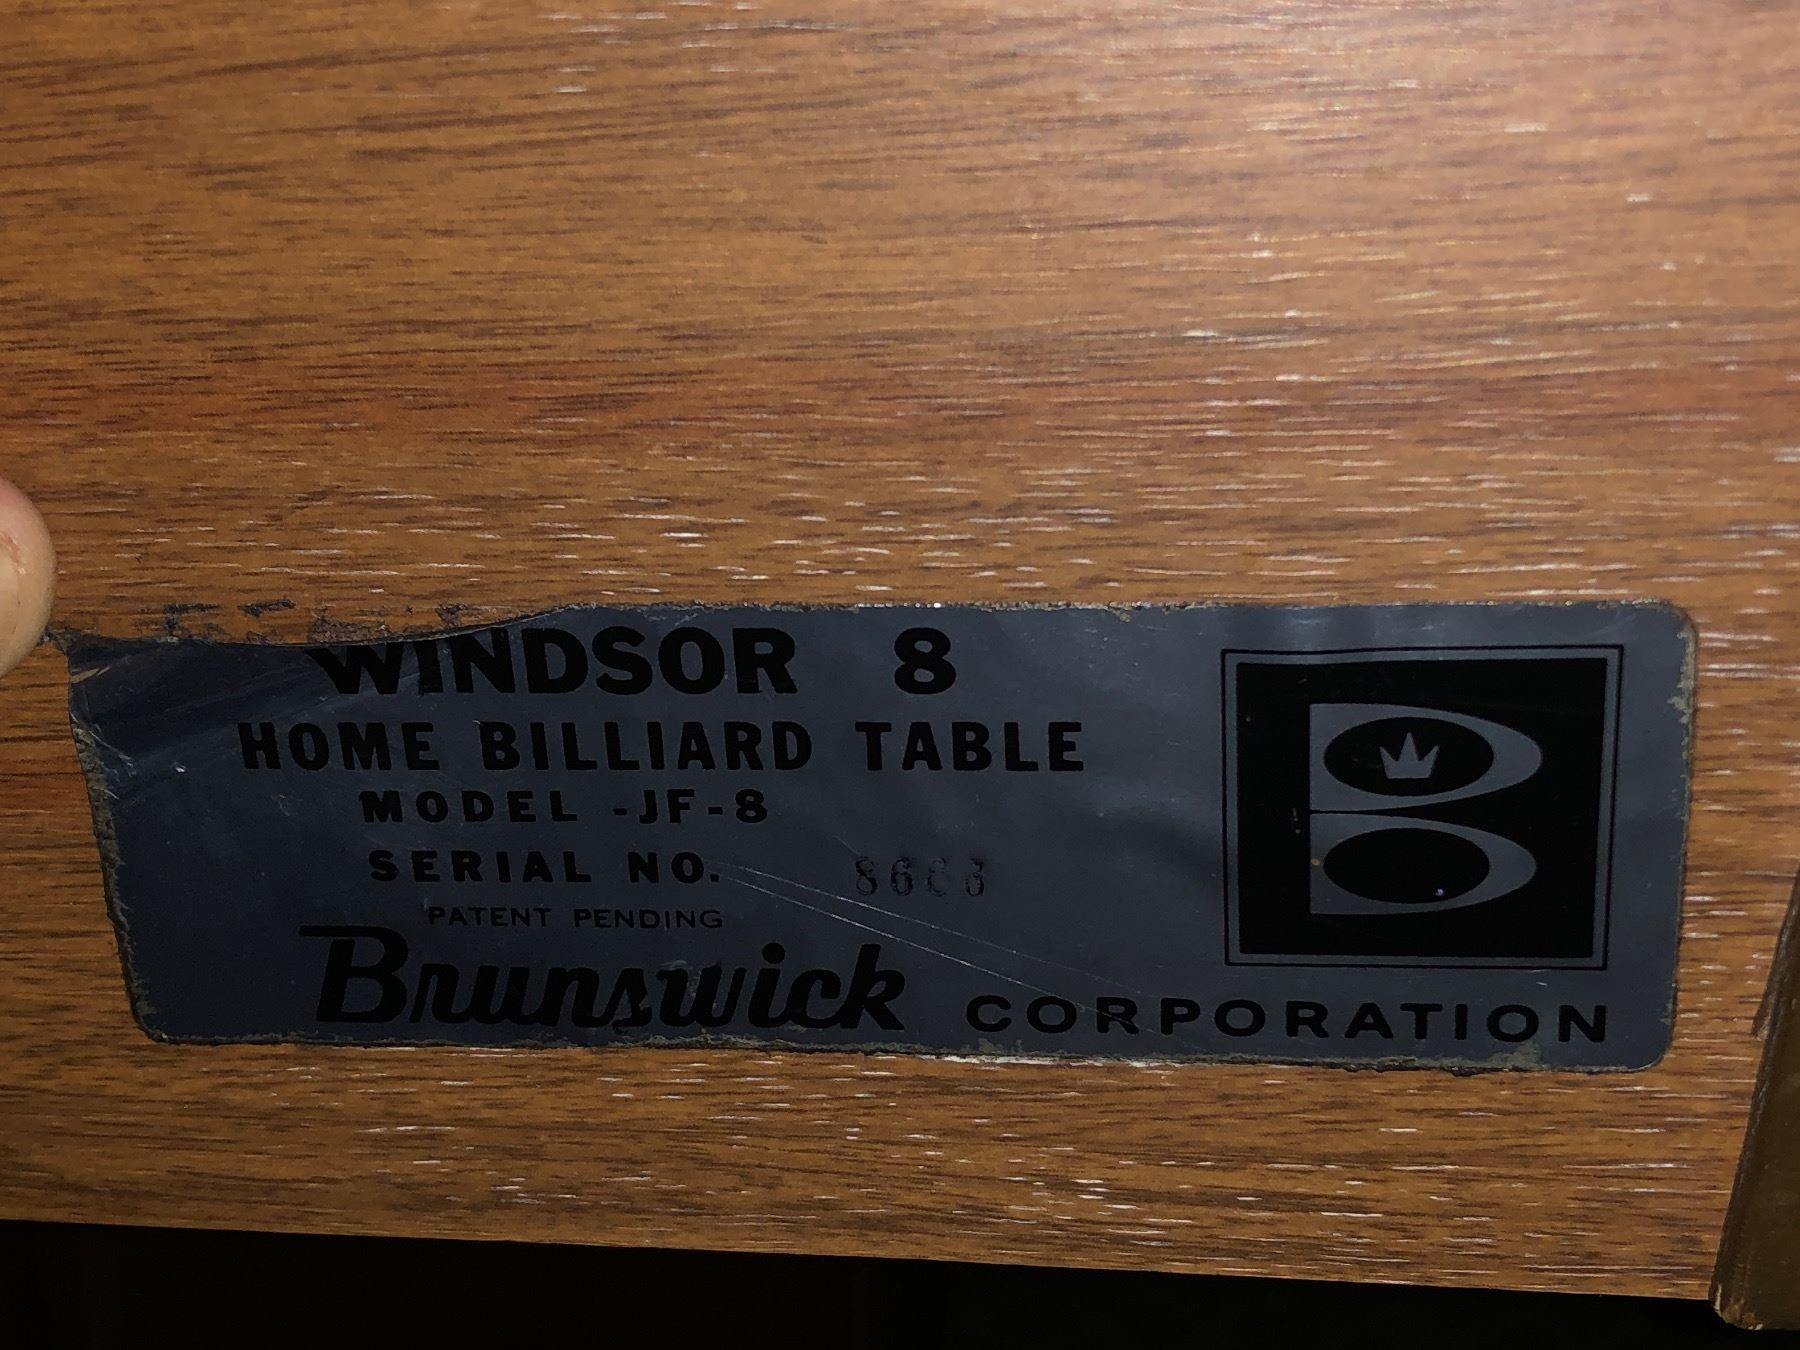 WINDSOR 8
HOME BILLIARD TABLE
MODEL -JF-8
SERIAL NO.
PATENT PENDING
Brunswick CORPORATION